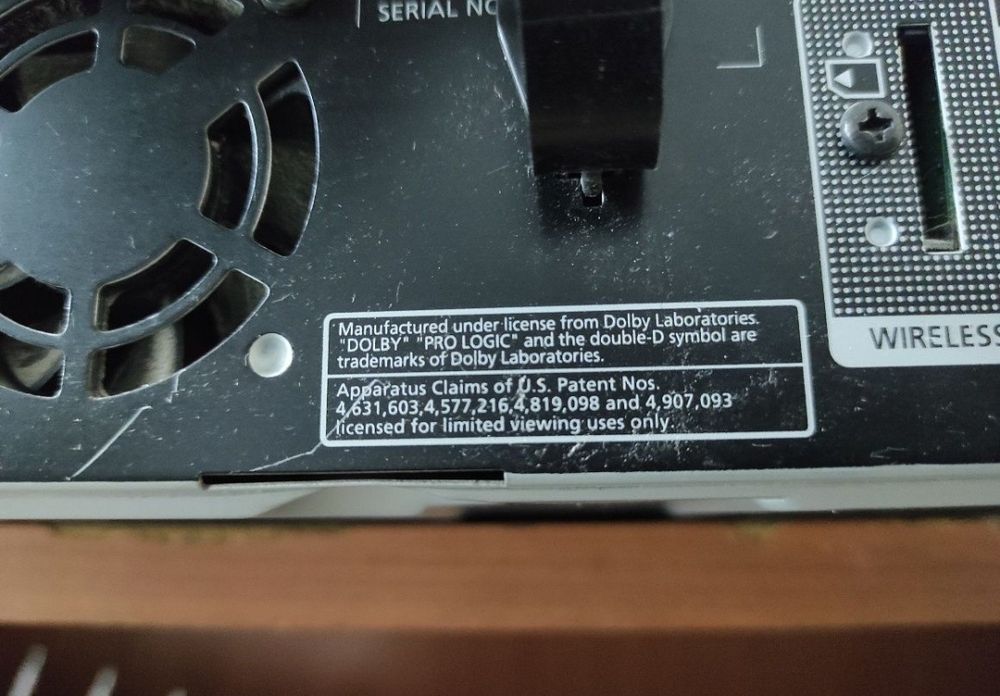 SERIAL NO
Manufactured under license from Dolby Laboratories.
"DOLBY" "PRO LOGIC" and the double-D symbol are
trademarks of Dolby Laboratories.
Apparatus Claims of U.S. Patent Nos.
4,631,603,4,577,216,4,819,098 and 4,907,093
licensed for limited viewing uses only.
WIRELESS